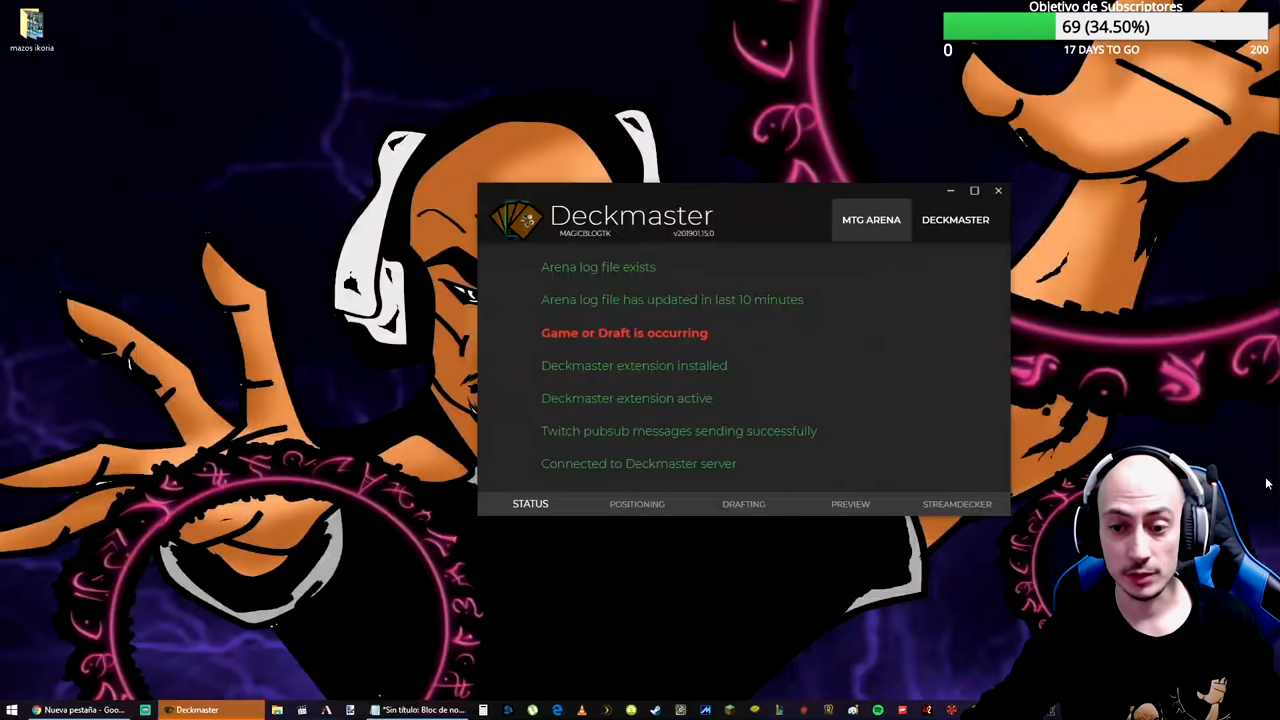 mazos ikoria
Objetivo de Subscriptores
69 (34.50%)
0
17 DAYS TO GO
200
Deckmaster
MAGICBLOGTK
v201901.15.0
MTG ARENA
DECKMASTER
Arena log file exists
Arena log file has updated in last 10 minutes
Game or Draft is occurring
Deckmaster extension installed
Deckmaster extension active
Twitch pubsub messages sending successfully
Connected to Deckmaster server
STATUS
POSITIONING
DRAFTING
PREVIEW
STREAMDECKER
Nueva pestaña - Goo...
Deckmaster
*Sin título: Bloc de no...